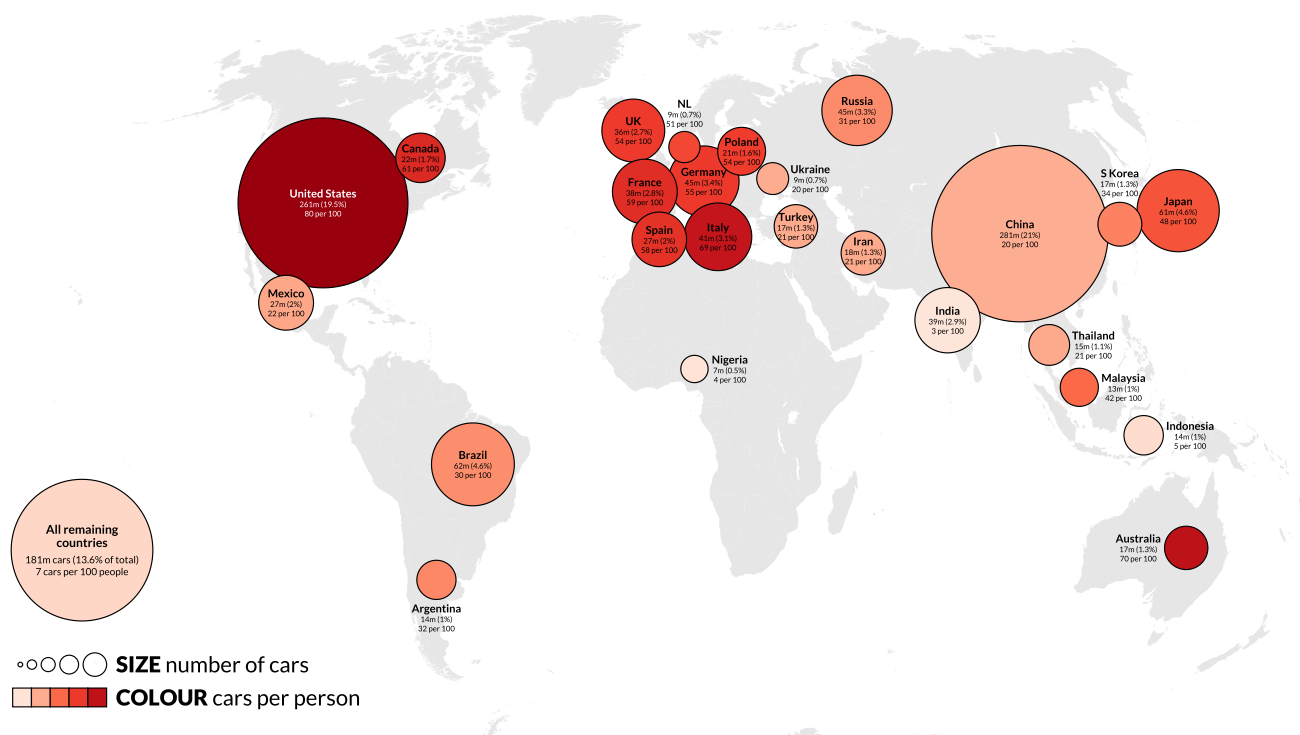 NL
9m (0.7%)
51 per 100
Russia
45m (3.3%)
31 per 100
UK
36m (2.7%)
54 per 100
Poland
21m (1.6%)
54 per 100
Canada
22m (1.7%)
61 per 100
United States
261m (19.5%)
80 per 100
Germany
45m (3.4%)
55 per 100
Ukraine
9m (0.7%)
20 per 100
France
38m (2.8%)
59 per 100
S Korea
17m (1.3%)
34 per 100
Japan
61m (4.6%)
48 per 100
Spain
27m (2%)
58 per 100
Italy
41m (3.1%)
69 per 100
Turkey
17m (1.3%)
21 per 100
China
281m (21%)
20 per 100
Iran
18m (1.3%)
21 per 100
Mexico
27m (2%)
22 per 100
India
39m (2.9%)
3 per 100
Thailand
15m (1.1%)
21 per 100
Nigeria
7m (0.5%)
4 per 100
Malaysia
13m (1%)
42 per 100
Indonesia
14m (1%)
5 per 100
Brazil
62m (4.6%)
30 per 100
All remaining
countries
181m cars (13.6% of total)
7 cars per 100 people
Australia
17m (1.3%)
70 per 100
Argentina
14m (1%)
32 per 100
SIZE number of cars
COLOUR cars per person